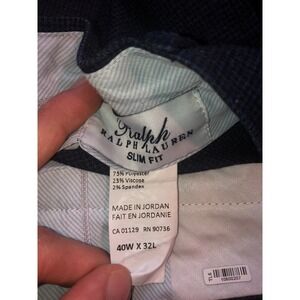 Ralph
RALPH LAUREN
SLIM FIT
75% Polyester
23% Viscose
2% Spandex
MADE IN JORDAN
FAIT EN JORDANIE
CA 01129 RN 90736
40W X 32L